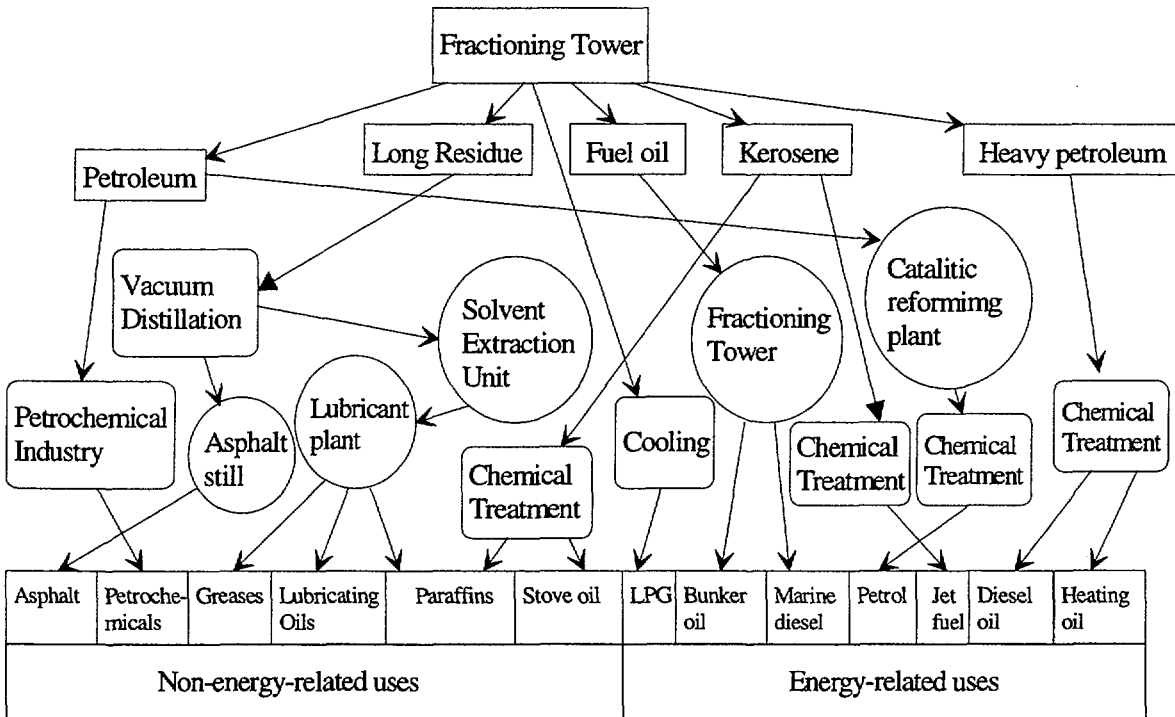 Fractioning Tower
Long Residue
Fuel oil
Kerosene
Heavy petroleum
Petroleum
Vacuum
Distillation
Solvent
Extraction
Unit
Fractioning
Tower
Catalitic
reformimg
plant
Petrochemical
Industry
Asphalt
still
Lubricant
plant
Chemical
Treatment
Cooling
Chemical
Treatment
Chemical
Treatment
Chemical
Treatment
Asphalt
Petroche-
micals
Greases
Lubricating
Oils
Paraffins
Stove oil
LPG
Bunker
oil
Marine
diesel
Petrol
Jet
fuel
Diesel
oil
Heating
oil
Non-energy-related uses
Energy-related uses